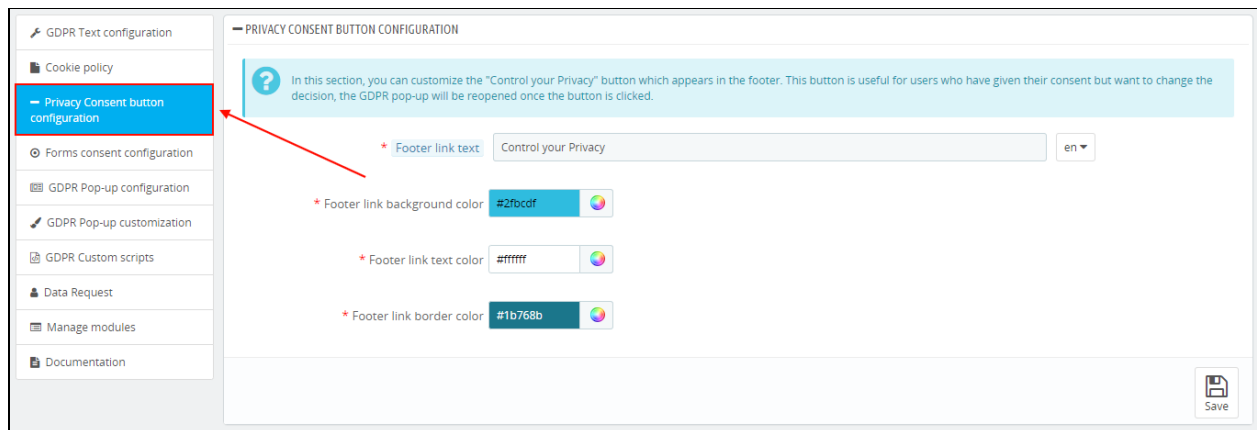 GDPR Text configuration
Cookie policy
Privacy Consent button
configuration
Forms consent configuration
GDPR Pop-up configuration
GDPR Pop-up customization
GDPR Custom scripts
Data Request
Manage modules
Documentation
PRIVACY CONSENT BUTTON CONFIGURATION
In this section, you can customize the "Control your Privacy" button which appears in the footer. This button is useful for users who have given their consent but want to change the
decision, the GDPR pop-up will be reopened once the button is clicked.
* Footer link text Control your Privacy en
* Footer link background color #2fbcdf
* Footer link text color #ffffff
* Footer link border color #1b768b
Save